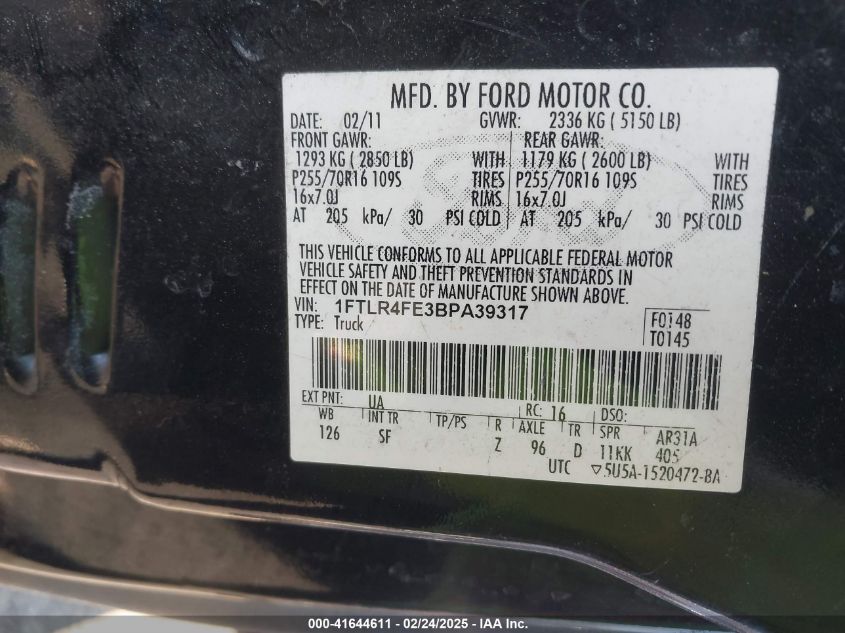 MFD. BY FORD MOTOR CO.
DATE: 02/11 GVWR: 2336 KG ( 5150 LB)
FRONT GAWR: REAR GAWR:
1293 KG ( 2850 LB) WITH 1179 KG ( 2600 LB) WITH
P255/70R16 109S TIRES P255/70R16 109S TIRES
16x7.0J RIMS 16x7.0J RIMS
AT 205 kPa/ 30 PSI COLD AT 205 kPa/ 30 PSI COLD
THIS VEHICLE CONFORMS TO ALL APPLICABLE FEDERAL MOTOR
VEHICLE SAFETY AND THEFT PREVENTION STANDARDS IN
EFFECT ON THE DATE OF MANUFACTURE SHOWN ABOVE.
VIN: 1FTLR4FE3BPA39317 F0148
TYPE: Truck T0145
EXT PNT: UA RC: 16 DSO:
WB INT TR TP/PS R AXLE TR SPR AR31A
126 SF Z 96 D 11KK 405
UTC ▽5U5A-1520472-BA
000-41644611 - 02/24/2025 - IAA Inc.